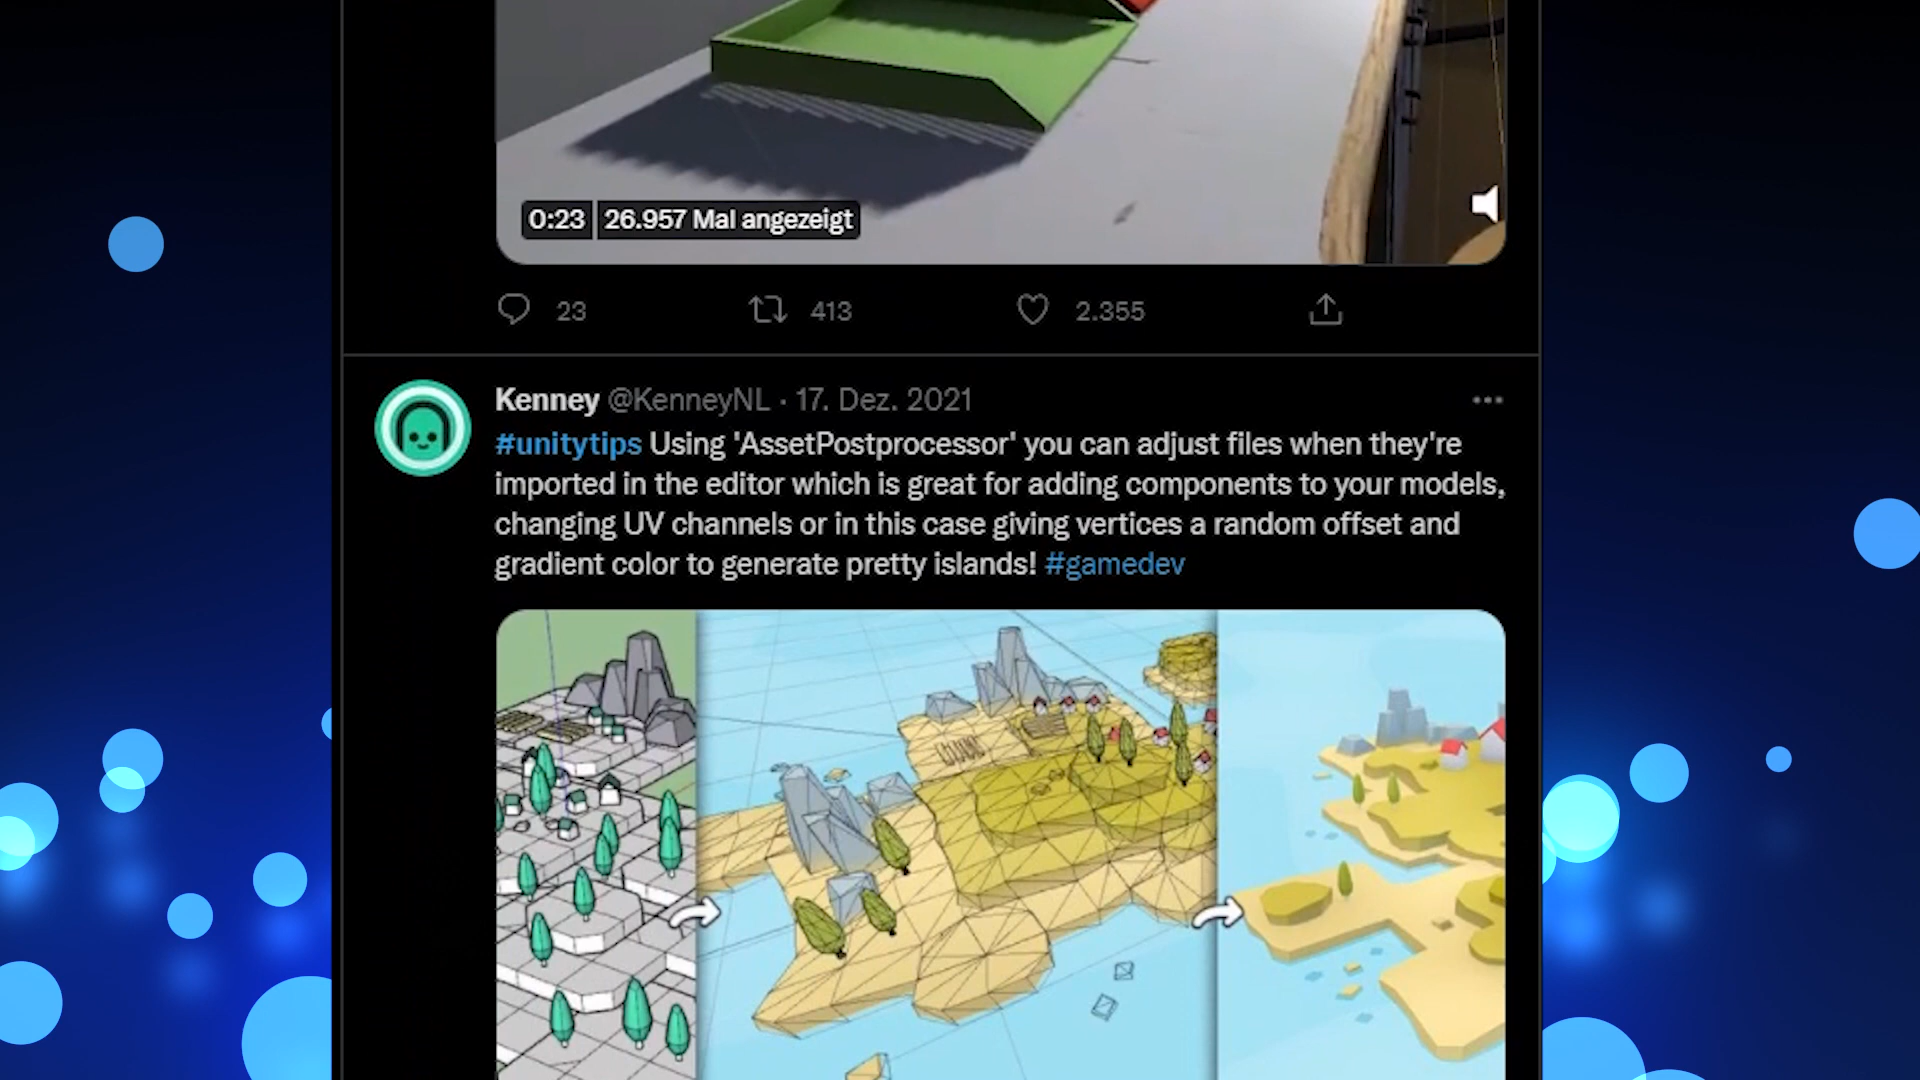 0:23 26.957 Mal angezeigt
23 413 2.355
Kenney @KenneyNL · 17. Dez. 2021
#unitytips Using 'AssetPostprocessor' you can adjust files when they're
imported in the editor which is great for adding components to your models,
changing UV channels or in this case giving vertices a random offset and
gradient color to generate pretty islands! #gamedev